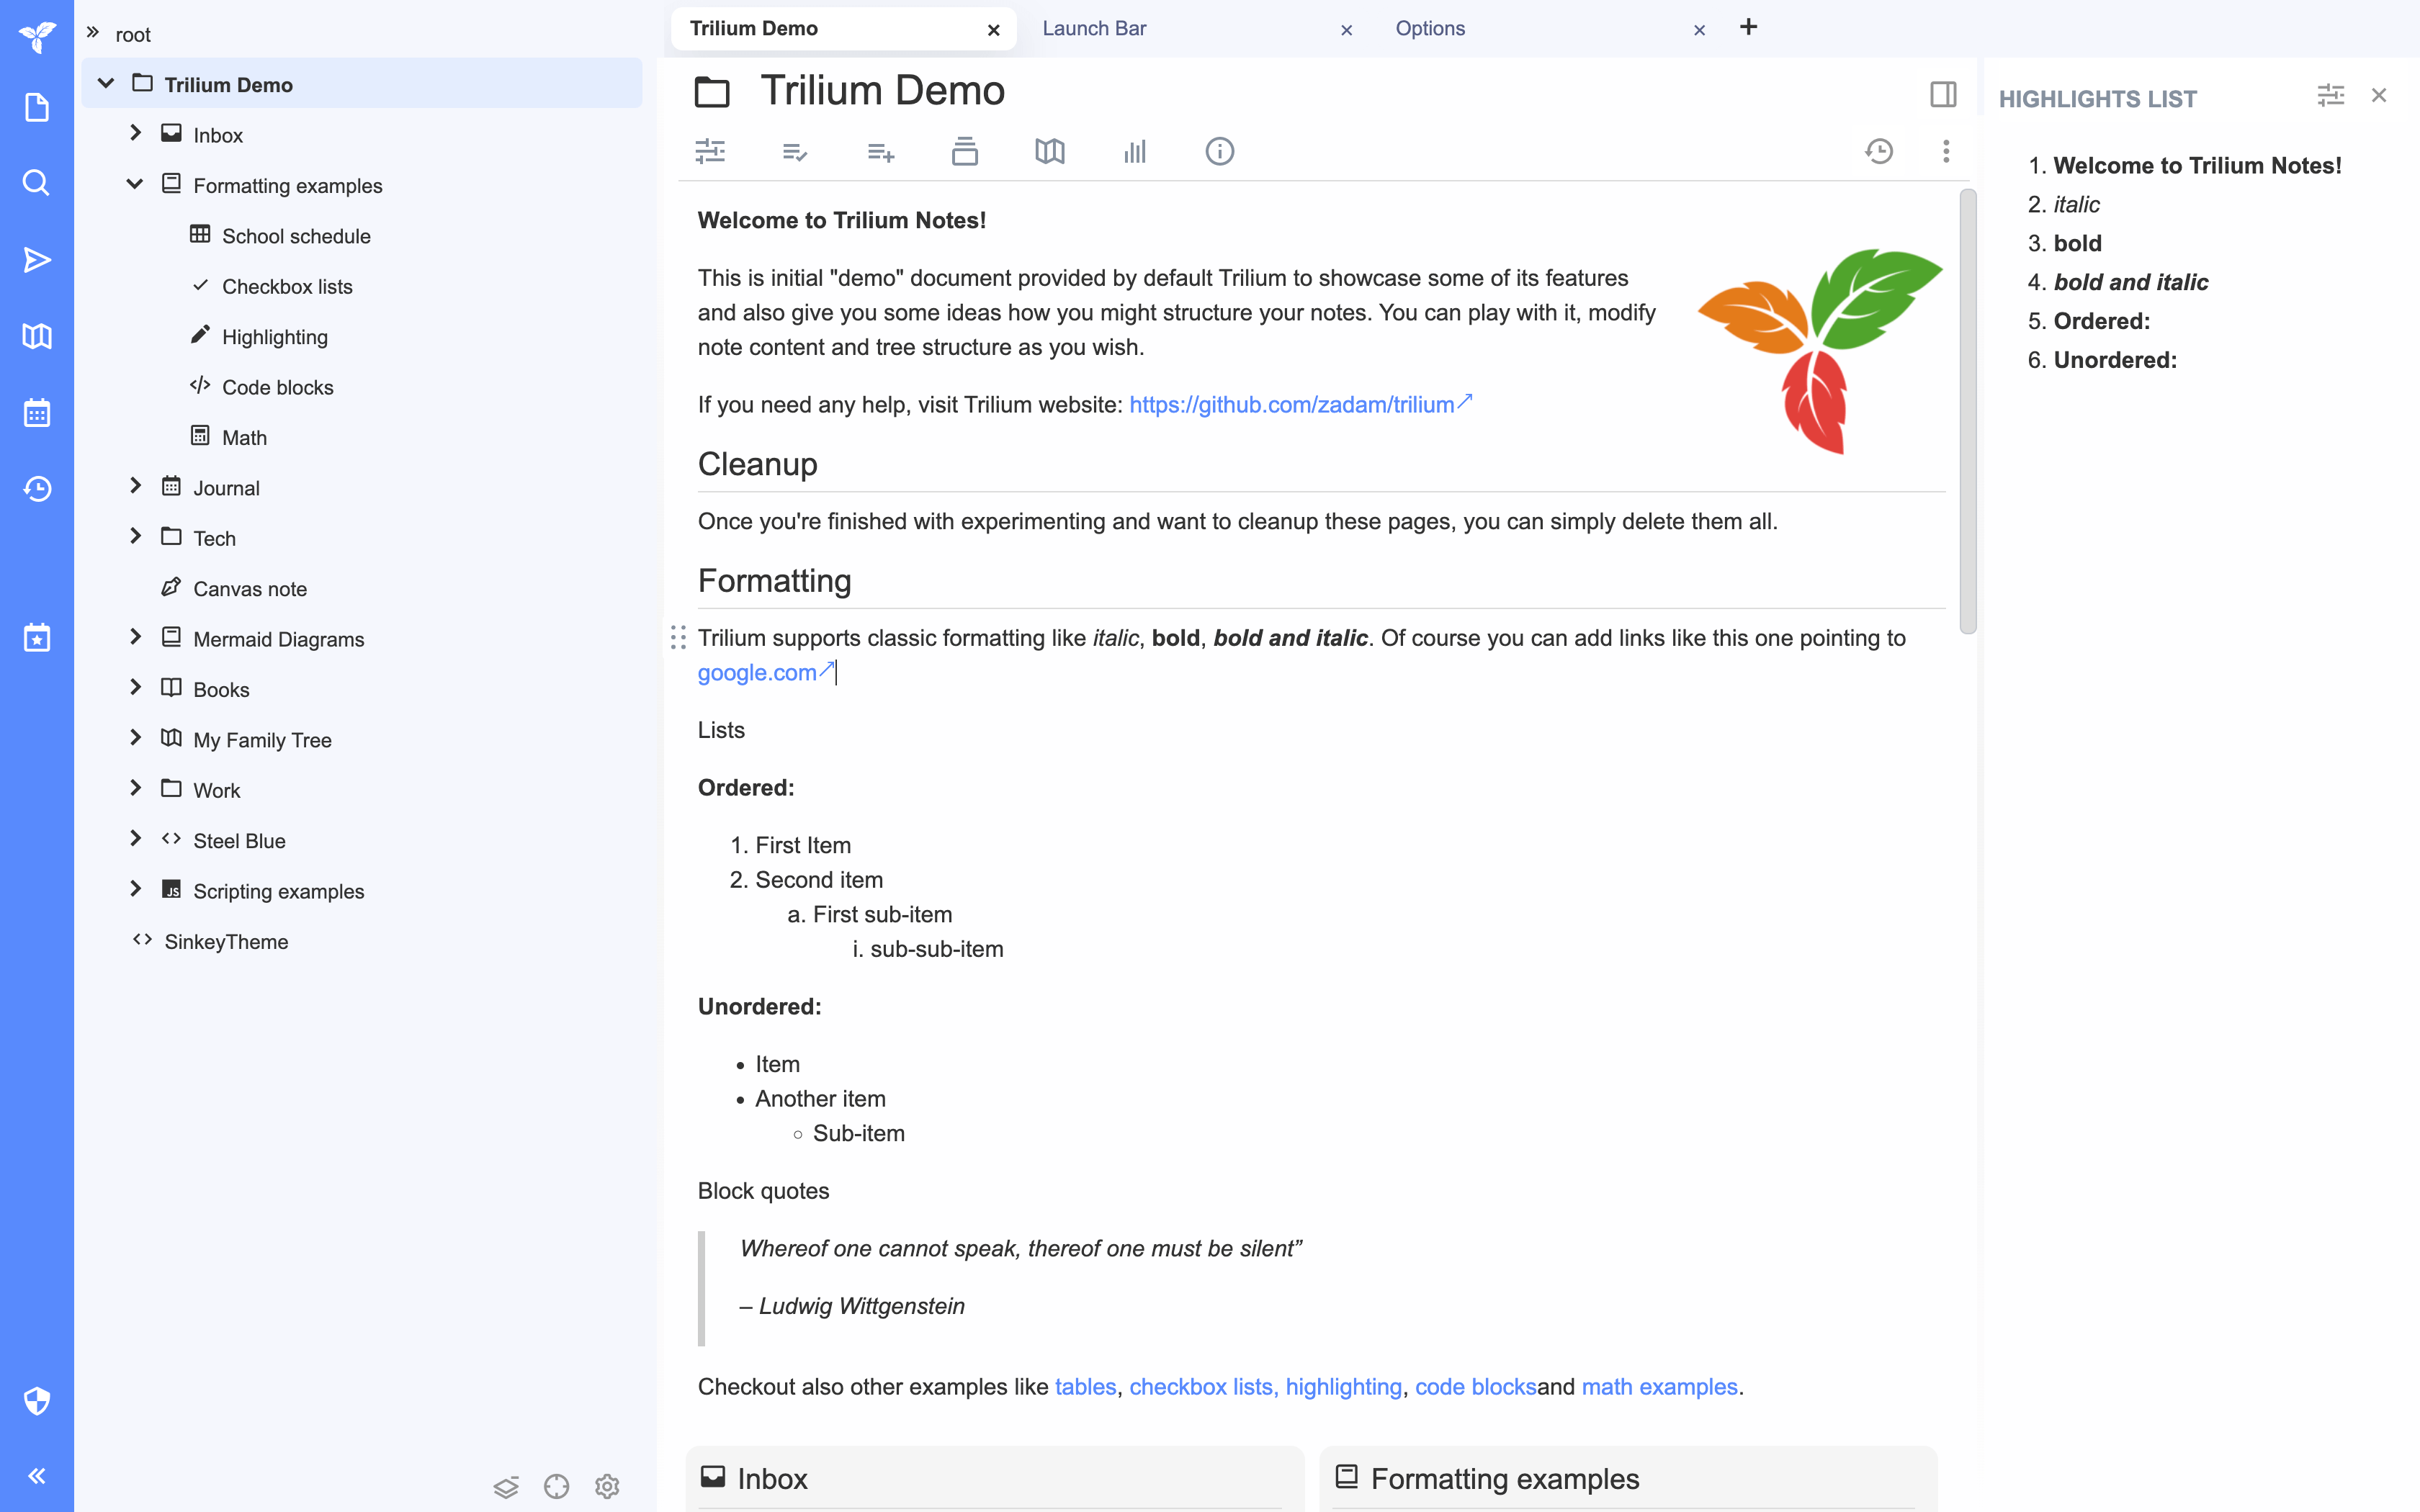 root
Trilium Demo
Inbox
Formatting examples
School schedule
Checkbox lists
Highlighting
Code blocks
Math
Journal
Tech
Canvas note
Mermaid Diagrams
Books
My Family Tree
Work
Steel Blue
JS Scripting examples
SinkeyTheme
Trilium Demo
Launch Bar
Options
Trilium Demo
Welcome to Trilium Notes!
This is initial "demo" document provided by default Trilium to showcase some of its features
and also give you some ideas how you might structure your notes. You can play with it, modify
note content and tree structure as you wish.
If you need any help, visit Trilium website: https://github.com/zadam/trilium
Cleanup
Once you're finished with experimenting and want to cleanup these pages, you can simply delete them all.
Formatting
Trilium supports classic formatting like italic, bold, bold and italic. Of course you can add links like this one pointing to
google.com
Lists
Ordered:
1. First Item
2. Second item
a. First sub-item
i. sub-sub-item
Unordered:
• Item
• Another item
◦ Sub-item
Block quotes
Whereof one cannot speak, thereof one must be silent”
– Ludwig Wittgenstein
Checkout also other examples like tables, checkbox lists, highlighting, code blocksand math examples.
Inbox
Formatting examples
HIGHLIGHTS LIST
1. Welcome to Trilium Notes!
2. italic
3. bold
4. bold and italic
5. Ordered:
6. Unordered: